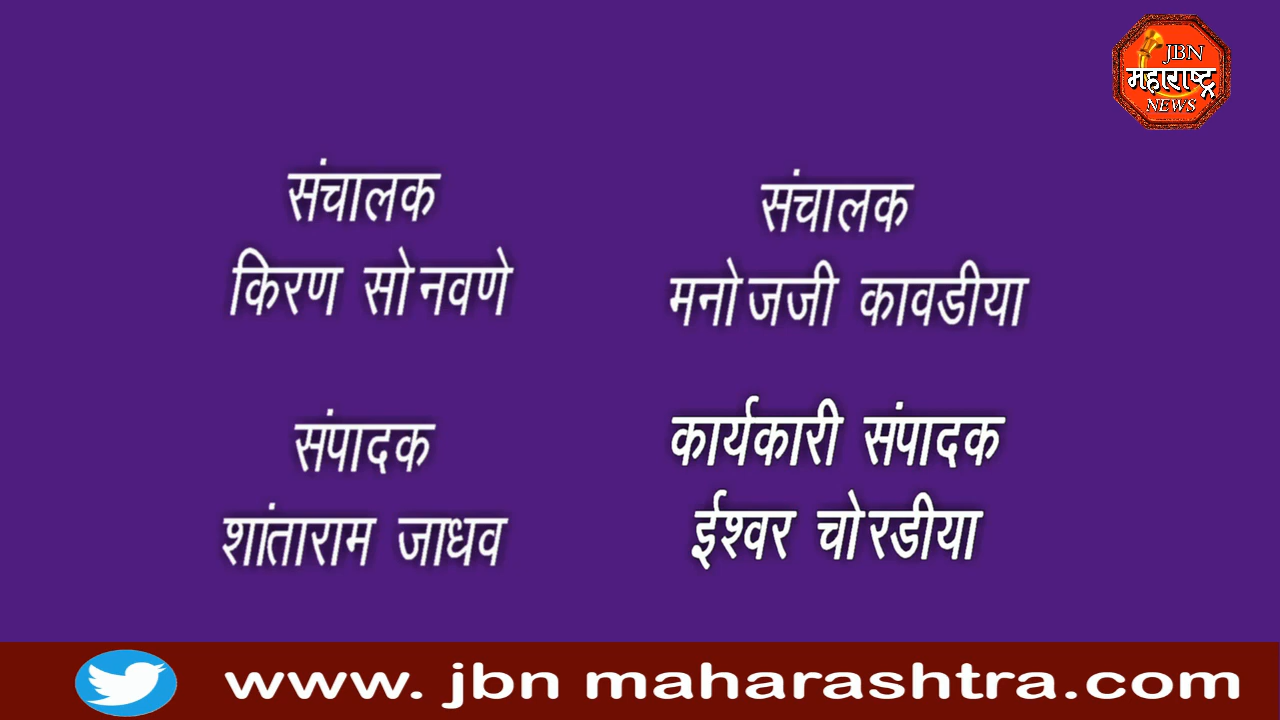 JBN
महाराष्ट्र
NEWS
संचालक
किरण सोनवणे
संचालक
मनोजजी कावडीया
संपादक
शांताराम जाधव
कार्यकारी संपादक
ईश्वर चोरडीया
www. jbn maharashtra.com